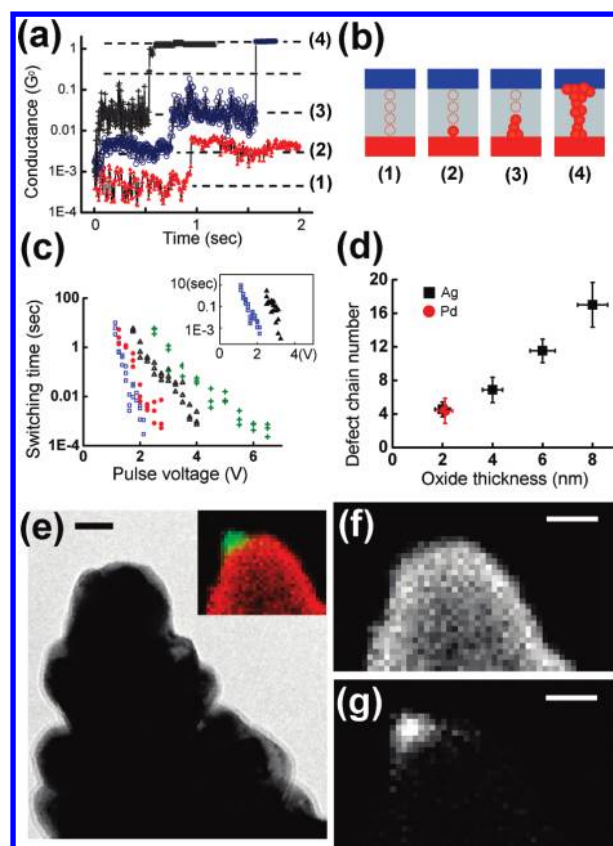 (a)
Conductance (G⁰)
1
0.1
0.01
1E-3
1E-4
0
1
2
Time (sec)
(4)
(3)
(2)
(1)
(b)
(1) (2) (3) (4)
(c)
Switching time (sec)
100
1
0.01
1E-4
0 2 4 6
Pulse voltage (V)
10(sec)
0.1
1E-3
0 2 4(V)
(d)
Defect chain number
20
16
12
8
4
0
0 2 4 6 8
Oxide thickness (nm)
Ag
Pd
(e)
(f)
(g)